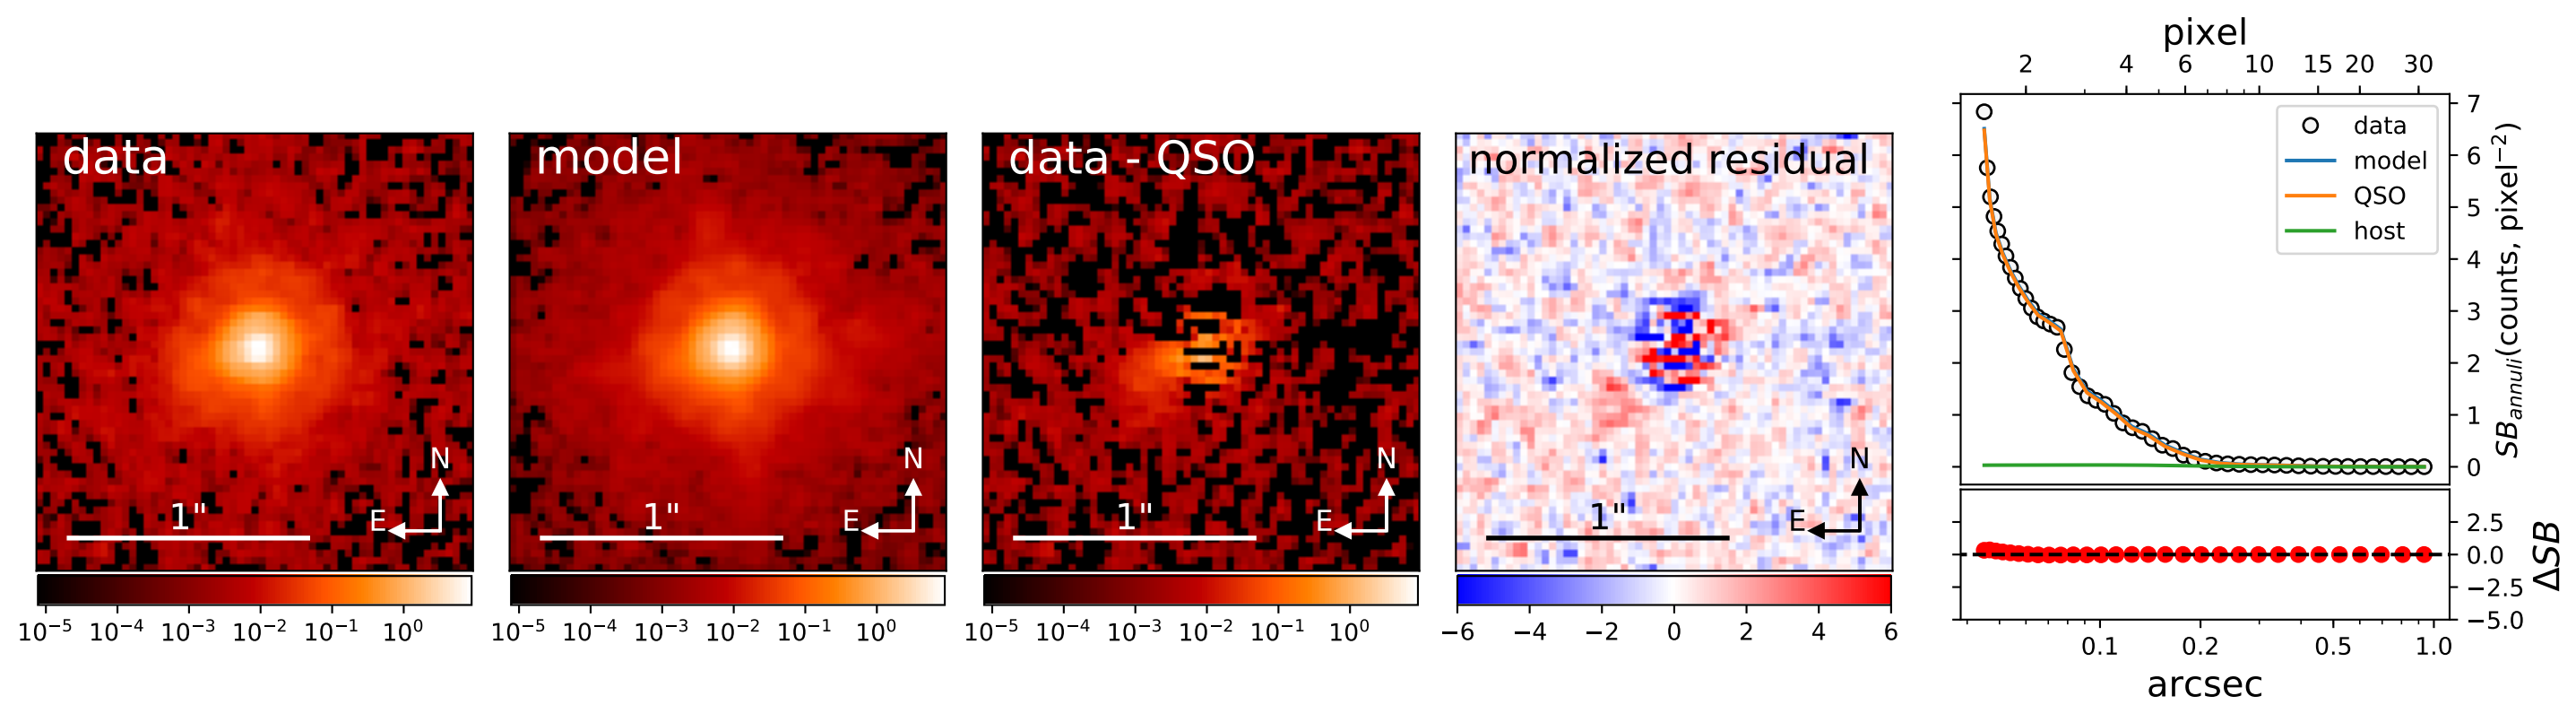 data
N
E
1"
10⁻⁵ 10⁻⁴ 10⁻³ 10⁻² 10⁻¹ 10⁰
model
N
E
1"
10⁻⁵ 10⁻⁴ 10⁻³ 10⁻² 10⁻¹ 10⁰
data - QSO
N
E
1"
10⁻⁵ 10⁻⁴ 10⁻³ 10⁻² 10⁻¹ 10⁰
normalized residual
N
E
1"
−6 −4 −2 0 2 4 6
pixel
2 4 6 10 15 20 30
data
model
QSO
host
7
6
5
4
3
2
1
0
SB_annuli(counts, pixel⁻²)
2.5
0.0
−2.5
−5.0
ΔSB
0.1 0.2 0.5 1.0
arcsec